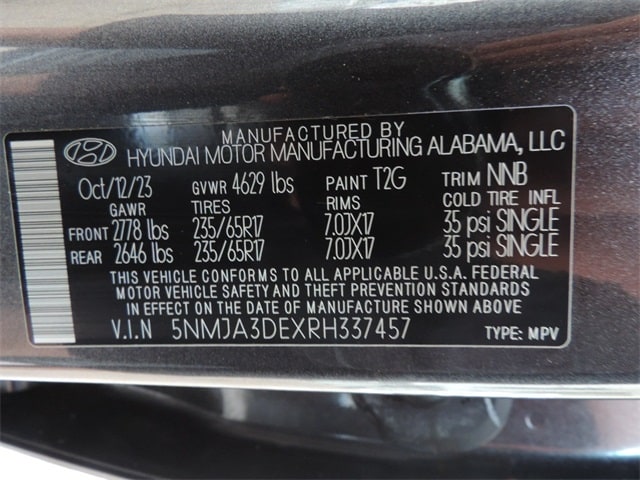 MANUFACTURED BY
HYUNDAI MOTOR MANUFACTURING ALABAMA, LLC
Oct/12/23 GVWR 4629 lbs PAINT T2G TRIM NNB
GAWR TIRES RIMS COLD TIRE INFL
FRONT 2778 lbs 235/65R17 7.0JX17 35 psi SINGLE
REAR 2646 lbs 235/65R17 7.0JX17 35 psi SINGLE
THIS VEHICLE CONFORMS TO ALL APPLICABLE U.S.A. FEDERAL
MOTOR VEHICLE SAFETY AND THEFT PREVENTION STANDARDS
IN EFFECT ON THE DATE OF MANUFACTURE SHOWN ABOVE
V.I.N 5NMJA3DEXRH337457 TYPE: MPV